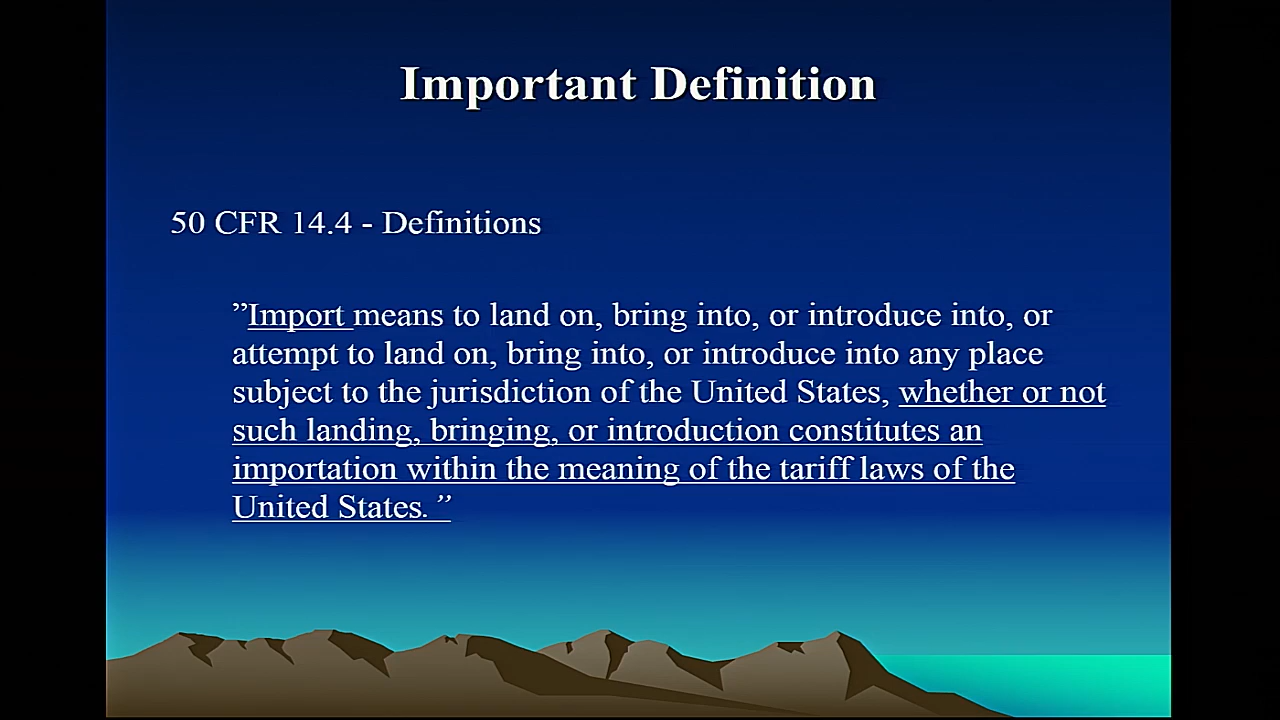 Important Definition
50 CFR 14.4 - Definitions
”Import means to land on, bring into, or introduce into, or
attempt to land on, bring into, or introduce into any place
subject to the jurisdiction of the United States, whether or not
such landing, bringing, or introduction constitutes an
importation within the meaning of the tariff laws of the
United States. ”